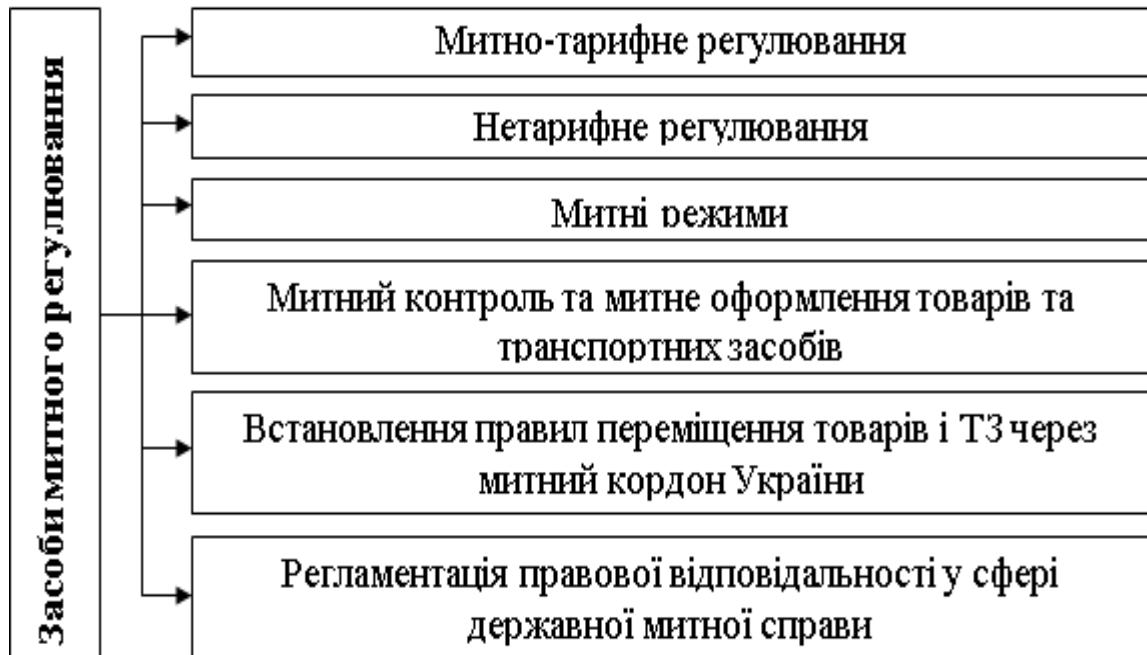 Засоби митного регулювання
Митно-тарифне регулювання
Нетарифне регулювання
Митні режими
Митний контроль та митне оформлення товарів та
транспортних засобів
Встановлення правил переміщення товарів і ТЗ через
митний кордон України
Регламентація правової відповідальності у сфері
державної митної справи